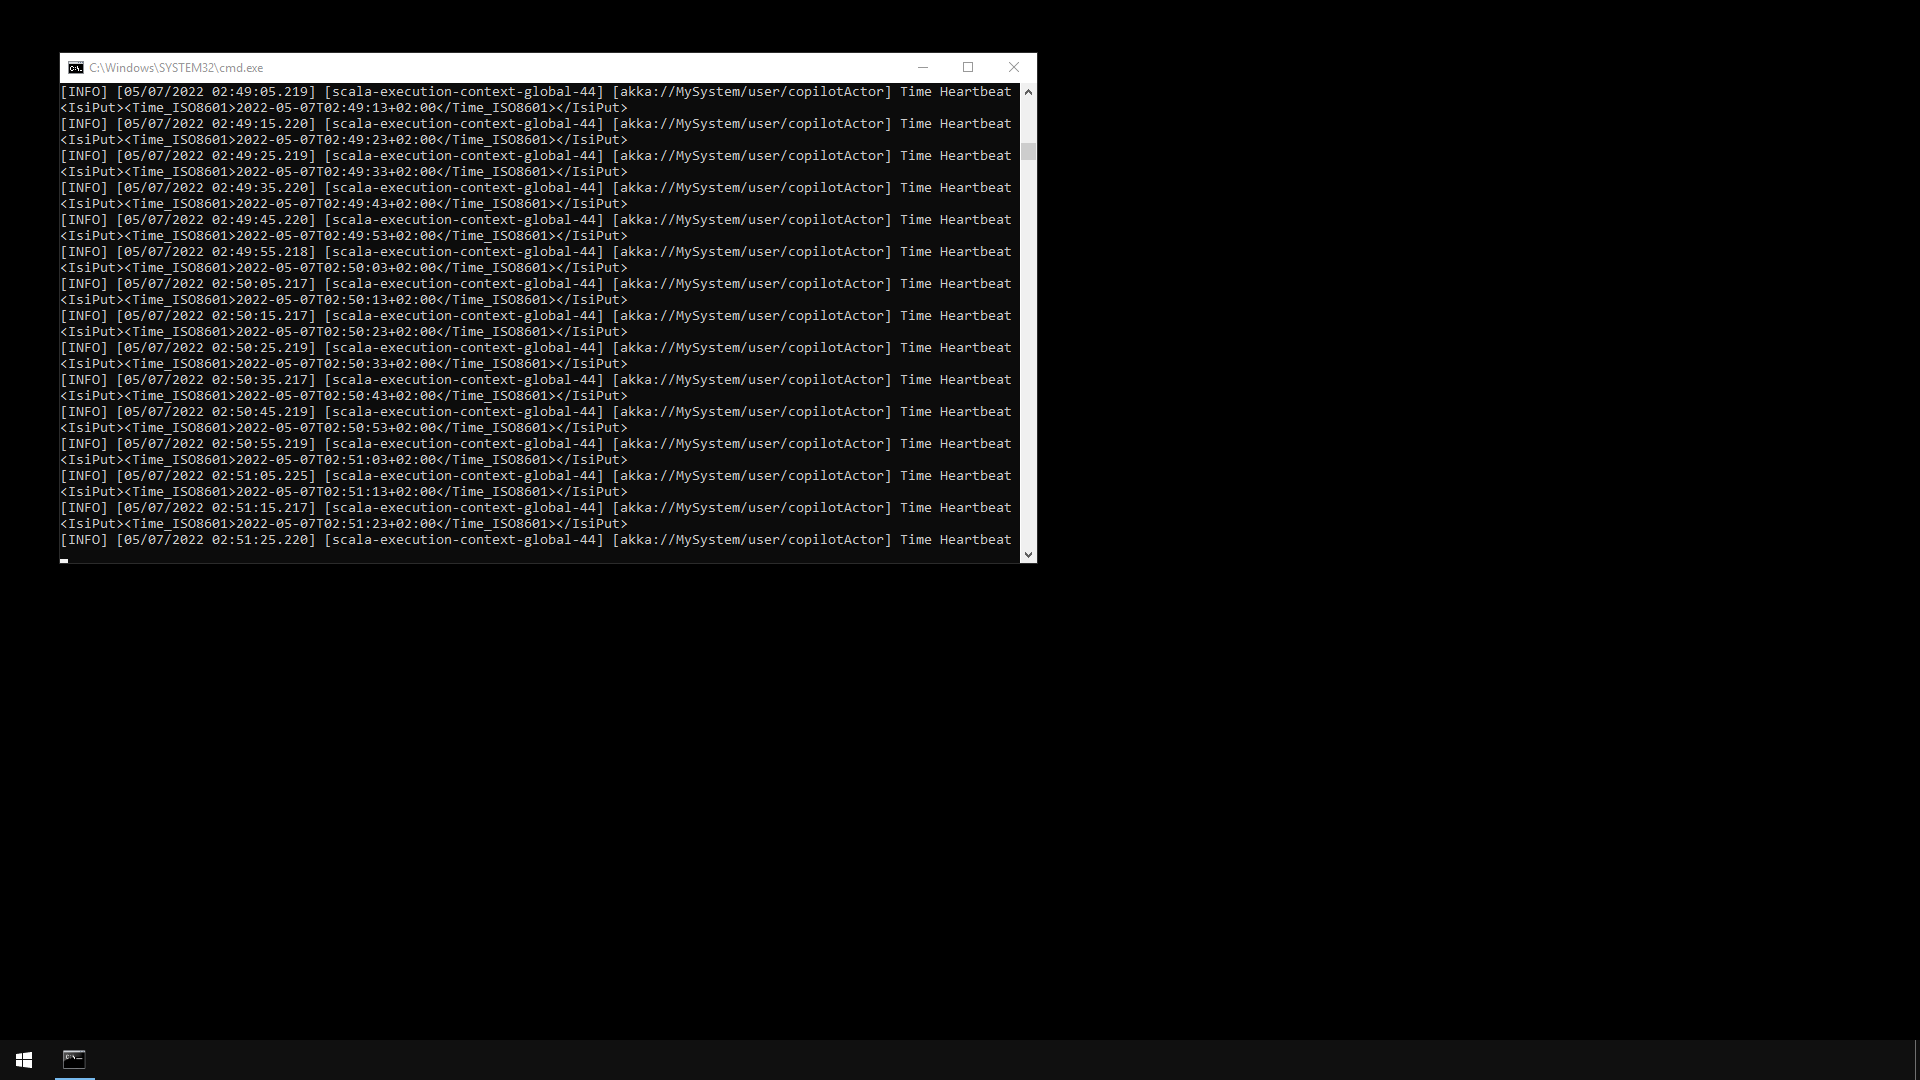 C:\Windows\SYSTEM32\cmd.exe
[INFO] [05/07/2022 02:49:05.219] [scala-execution-context-global-44] [akka://MySystem/user/copilotActor] Time Heartbeat
<IsiPut><Time_ISO8601>2022-05-07T02:49:13+02:00</Time_ISO8601></IsiPut>
[INFO] [05/07/2022 02:49:15.220] [scala-execution-context-global-44] [akka://MySystem/user/copilotActor] Time Heartbeat
<IsiPut><Time_ISO8601>2022-05-07T02:49:23+02:00</Time_ISO8601></IsiPut>
[INFO] [05/07/2022 02:49:25.219] [scala-execution-context-global-44] [akka://MySystem/user/copilotActor] Time Heartbeat
<IsiPut><Time_ISO8601>2022-05-07T02:49:33+02:00</Time_ISO8601></IsiPut>
[INFO] [05/07/2022 02:49:35.220] [scala-execution-context-global-44] [akka://MySystem/user/copilotActor] Time Heartbeat
<IsiPut><Time_ISO8601>2022-05-07T02:49:43+02:00</Time_ISO8601></IsiPut>
[INFO] [05/07/2022 02:49:45.220] [scala-execution-context-global-44] [akka://MySystem/user/copilotActor] Time Heartbeat
<IsiPut><Time_ISO8601>2022-05-07T02:49:53+02:00</Time_ISO8601></IsiPut>
[INFO] [05/07/2022 02:49:55.218] [scala-execution-context-global-44] [akka://MySystem/user/copilotActor] Time Heartbeat
<IsiPut><Time_ISO8601>2022-05-07T02:50:03+02:00</Time_ISO8601></IsiPut>
[INFO] [05/07/2022 02:50:05.217] [scala-execution-context-global-44] [akka://MySystem/user/copilotActor] Time Heartbeat
<IsiPut><Time_ISO8601>2022-05-07T02:50:13+02:00</Time_ISO8601></IsiPut>
[INFO] [05/07/2022 02:50:15.217] [scala-execution-context-global-44] [akka://MySystem/user/copilotActor] Time Heartbeat
<IsiPut><Time_ISO8601>2022-05-07T02:50:23+02:00</Time_ISO8601></IsiPut>
[INFO] [05/07/2022 02:50:25.219] [scala-execution-context-global-44] [akka://MySystem/user/copilotActor] Time Heartbeat
<IsiPut><Time_ISO8601>2022-05-07T02:50:33+02:00</Time_ISO8601></IsiPut>
[INFO] [05/07/2022 02:50:35.217] [scala-execution-context-global-44] [akka://MySystem/user/copilotActor] Time Heartbeat
<IsiPut><Time_ISO8601>2022-05-07T02:50:43+02:00</Time_ISO8601></IsiPut>
[INFO] [05/07/2022 02:50:45.219] [scala-execution-context-global-44] [akka://MySystem/user/copilotActor] Time Heartbeat
<IsiPut><Time_ISO8601>2022-05-07T02:50:53+02:00</Time_ISO8601></IsiPut>
[INFO] [05/07/2022 02:50:55.219] [scala-execution-context-global-44] [akka://MySystem/user/copilotActor] Time Heartbeat
<IsiPut><Time_ISO8601>2022-05-07T02:51:03+02:00</Time_ISO8601></IsiPut>
[INFO] [05/07/2022 02:51:05.225] [scala-execution-context-global-44] [akka://MySystem/user/copilotActor] Time Heartbeat
<IsiPut><Time_ISO8601>2022-05-07T02:51:13+02:00</Time_ISO8601></IsiPut>
[INFO] [05/07/2022 02:51:15.217] [scala-execution-context-global-44] [akka://MySystem/user/copilotActor] Time Heartbeat
<IsiPut><Time_ISO8601>2022-05-07T02:51:23+02:00</Time_ISO8601></IsiPut>
[INFO] [05/07/2022 02:51:25.220] [scala-execution-context-global-44] [akka://MySystem/user/copilotActor] Time Heartbeat